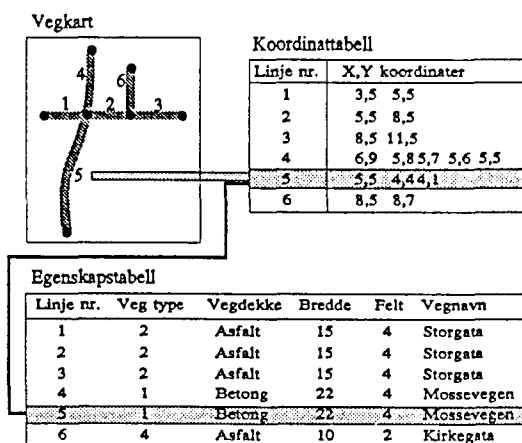 Vegkart
4
6
1 2 3
5
Koordinattabell
Linje nr. X,Y koordinater
1 3,5 5,5
2 5,5 8,5
3 8,5 11,5
4 6,9 5,8 5,7 5,6 5,5
5 5,5 4,4 4,1
6 8,5 8,7
Egenskapstabell
Linje nr. Veg type Vegdekke Bredde Felt Vegnavn
1 2 Asfalt 15 4 Storgata
2 2 Asfalt 15 4 Storgata
3 2 Asfalt 15 4 Storgata
4 1 Betong 22 4 Mossevegen
5 1 Betong 22 4 Mossevegen
6 4 Asfalt 10 2 Kirkegata